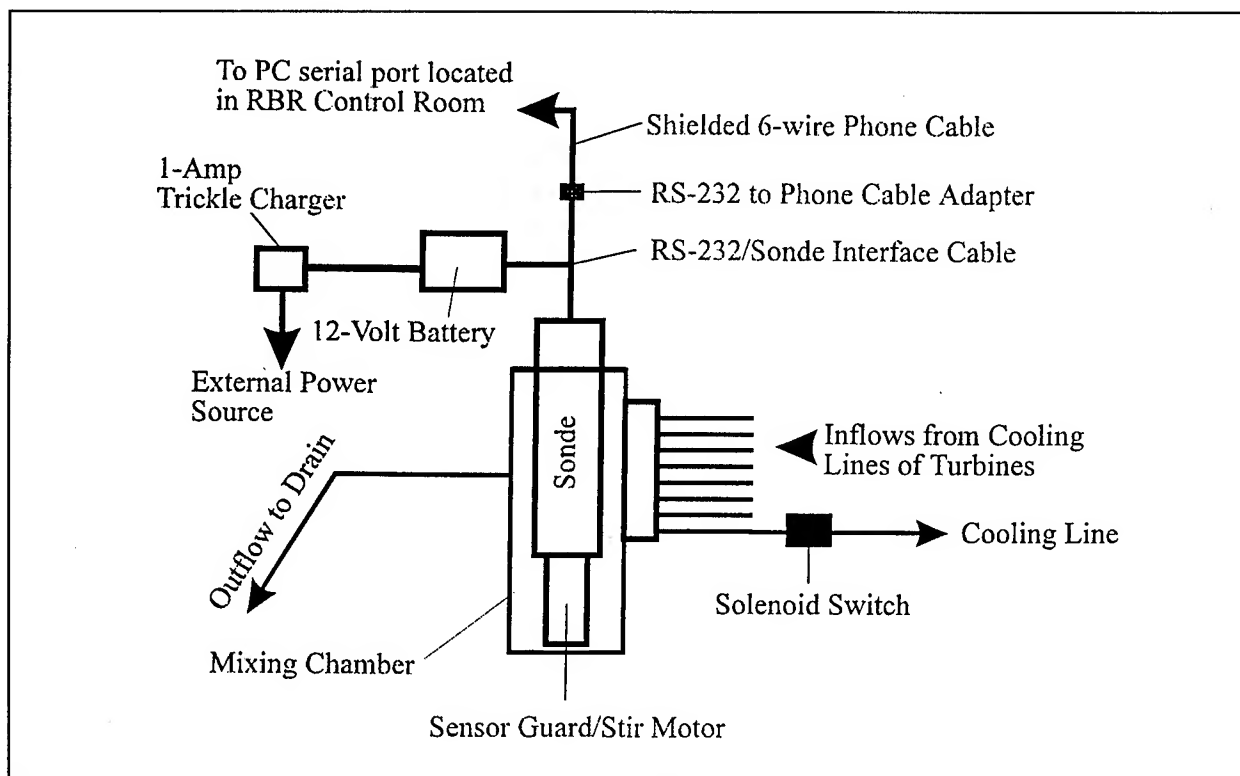 To PC serial port located
in RBR Control Room
Shielded 6-wire Phone Cable
1-Amp
Trickle Charger
RS-232 to Phone Cable Adapter
RS-232/Sonde Interface Cable
12-Volt Battery
External Power
Source
Sonde
Inflows from Cooling
Lines of Turbines
Outflow to Drain
Cooling Line
Solenoid Switch
Mixing Chamber
Sensor Guard/Stir Motor